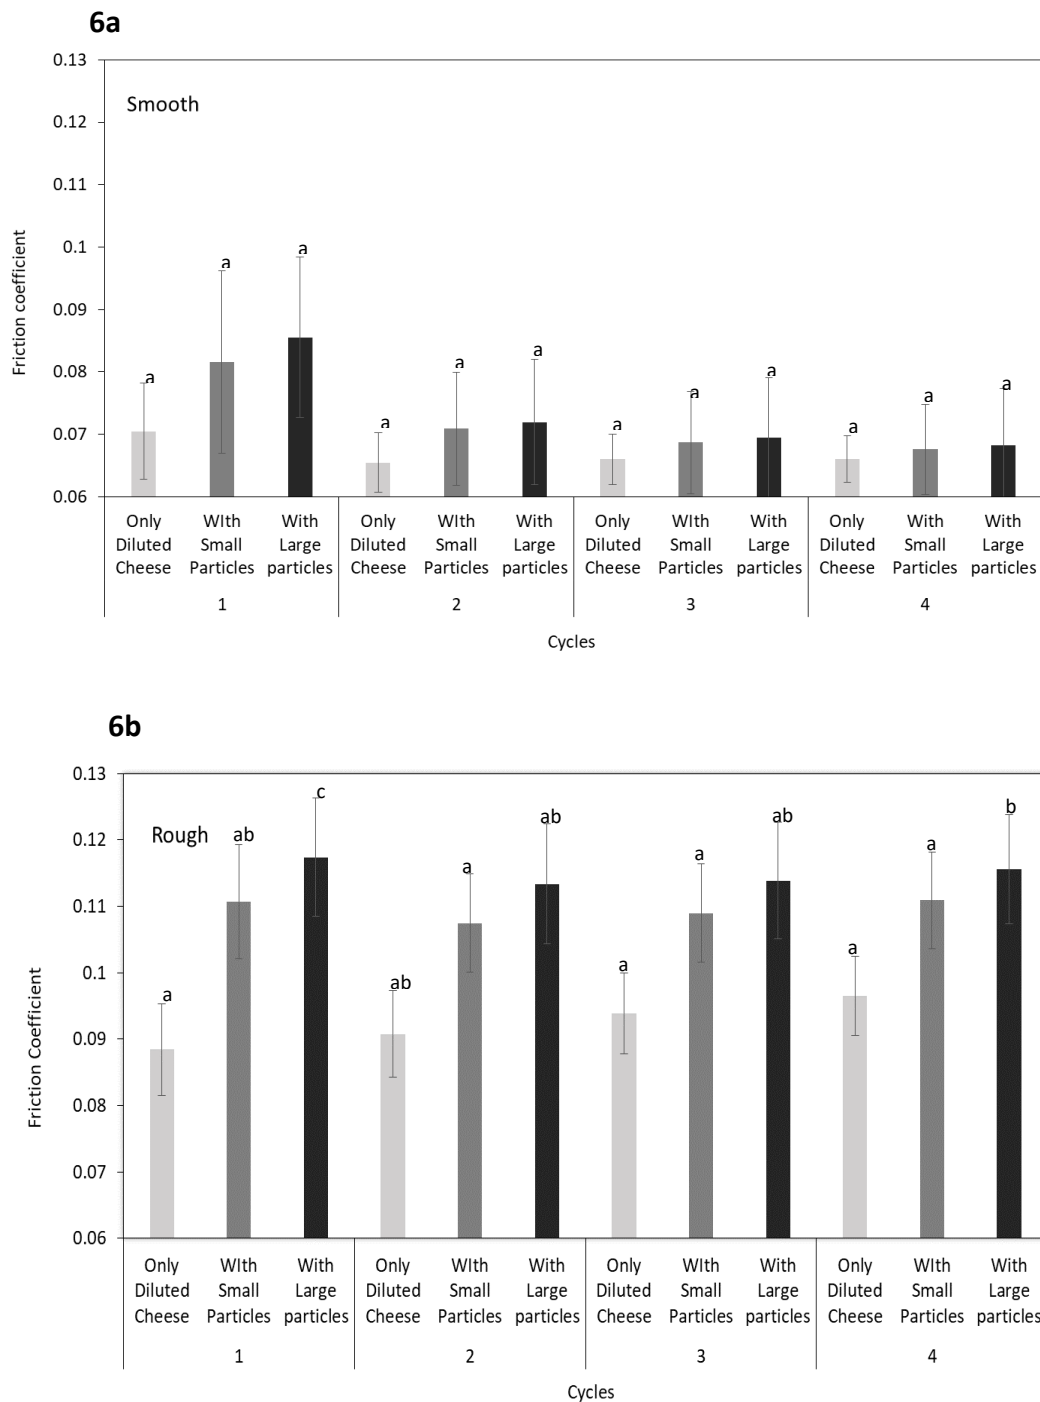 6a
0.13
Smooth
0.12
0.11
0.1
0.09
0.08
0.07
0.06
Friction coefficient
a a a a a a a a a a a a
Only WIth With Only WIth With Only WIth With Only WIth With
Diluted Small Large Diluted Small Large Diluted Small Large Diluted Small Large
Cheese Particles particles Cheese Particles particles Cheese Particles particles Cheese Particles particles
1 2 3 4
Cycles
6b
0.13
Rough
0.12
0.11
0.1
0.09
0.08
0.07
0.06
Friction Coefficient
a ab c ab a ab a a ab a a b
Only WIth With Only WIth With Only WIth With Only WIth With
Diluted Small Large Diluted Small Large Diluted Small Large Diluted Small Large
Cheese Particles particles Cheese Particles particles Cheese Particles particles Cheese Particles particles
1 2 3 4
Cycles